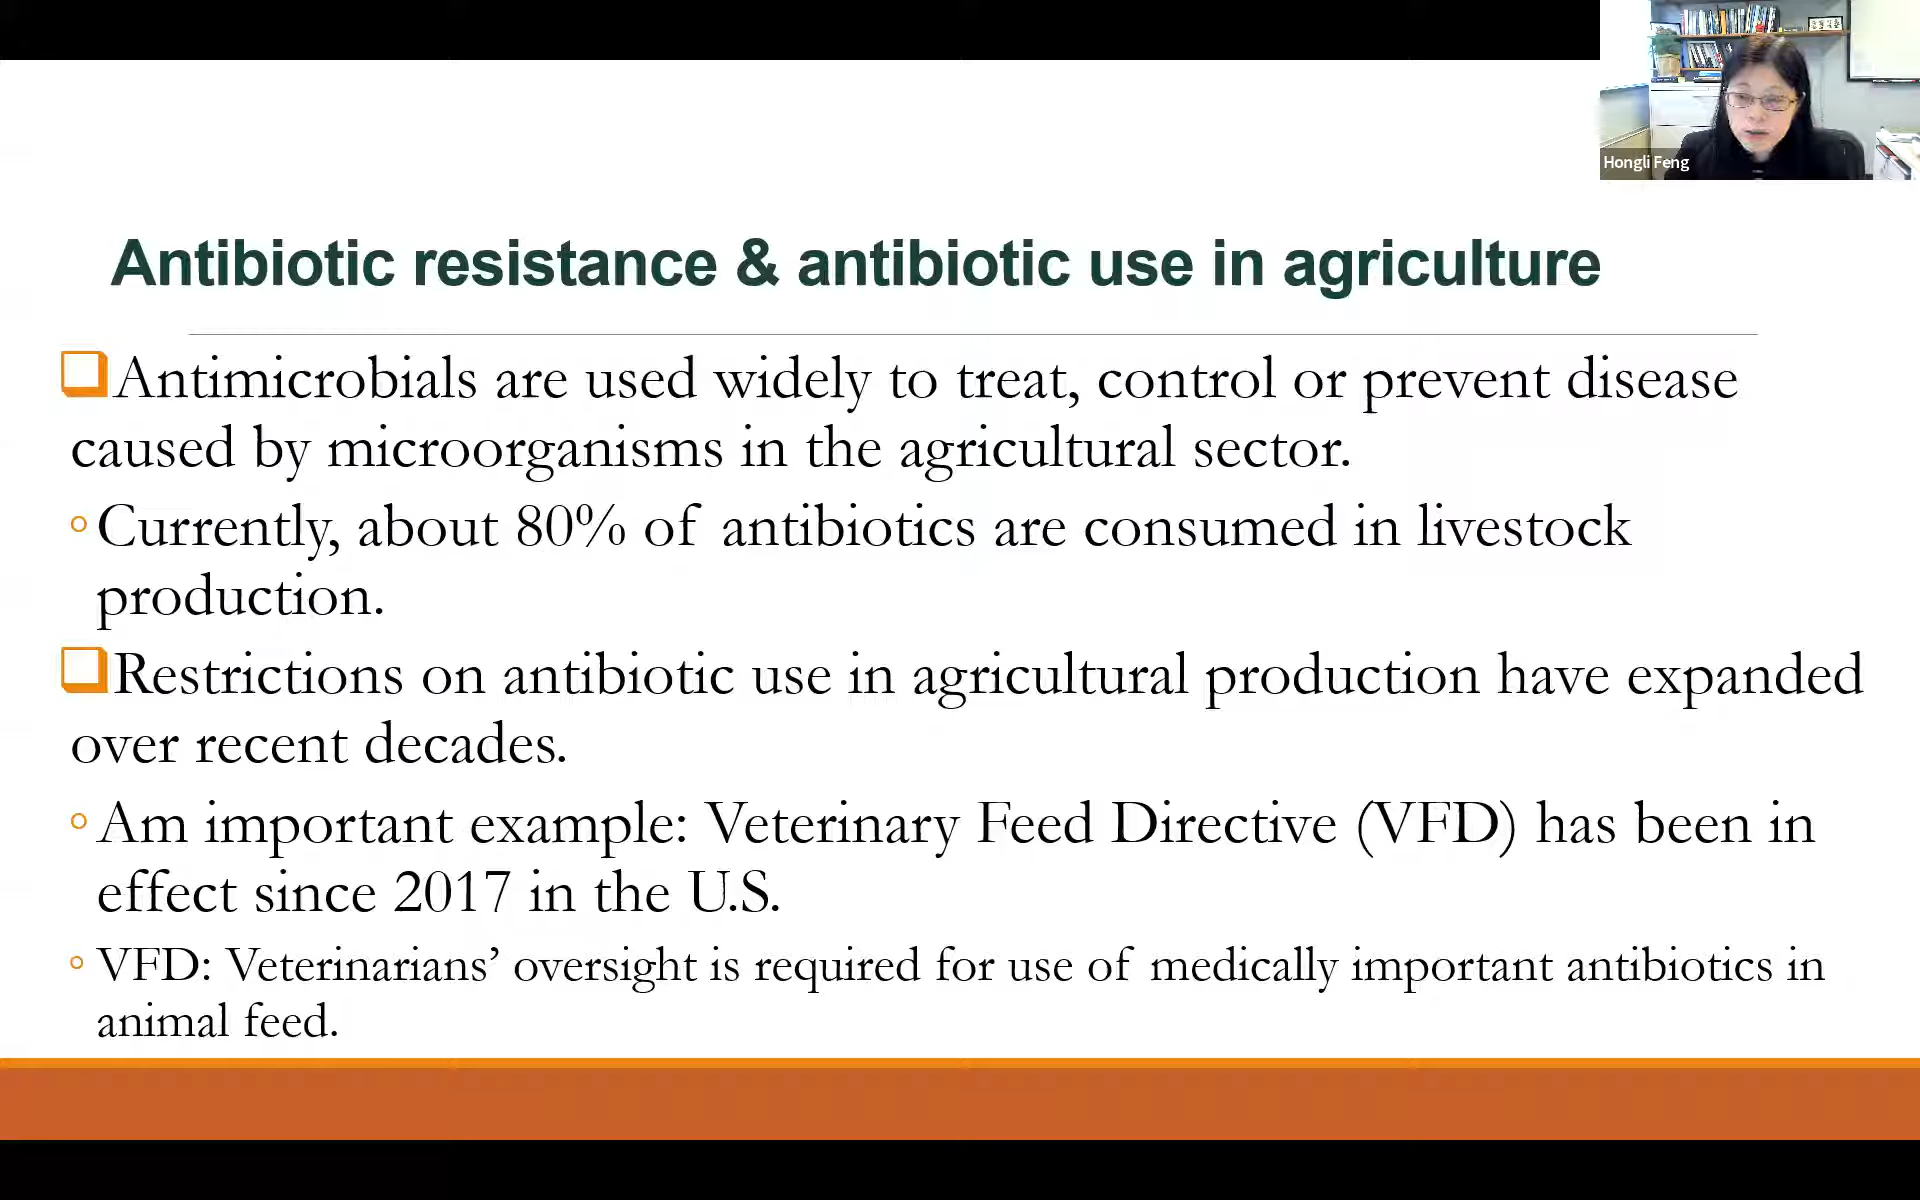 Hongli Feng
Antibiotic resistance & antibiotic use in agriculture
Antimicrobials are used widely to treat, control or prevent disease
caused by microorganisms in the agricultural sector.
Currently, about 80% of antibiotics are consumed in livestock
production.
Restrictions on antibiotic use in agricultural production have expanded
over recent decades.
Am important example: Veterinary Feed Directive (VFD) has been in
effect since 2017 in the U.S.
VFD: Veterinarians’ oversight is required for use of medically important antibiotics in
animal feed.